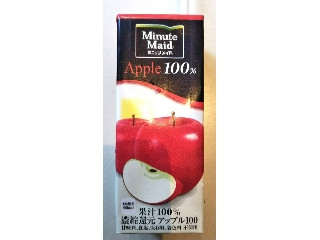 Minute
Maid
ミニッツメイド
Apple 100%
果汁100%
濃縮還元 アップル100